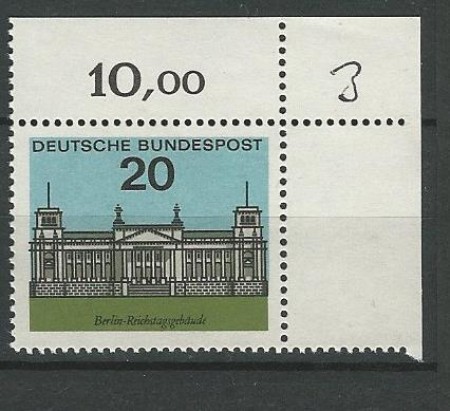 10,00 3
DEUTSCHE BUNDESPOST
20
Berlin-Reichstagsgebäude